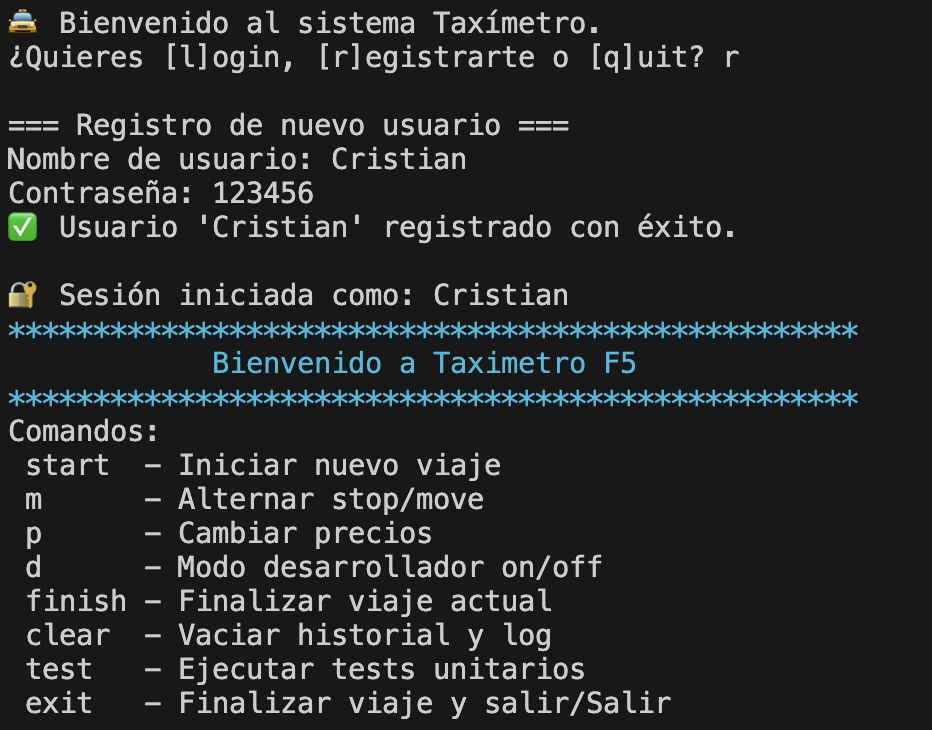 🚖 Bienvenido al sistema Taxímetro.
¿Quieres [l]ogin, [r]egistrarte o [q]uit? r
=== Registro de nuevo usuario ===
Nombre de usuario: Cristian
Contraseña: 123456
✅ Usuario 'Cristian' registrado con éxito.
🔐 Sesión iniciada como: Cristian
**************************************************
Bienvenido a Taximetro F5
**************************************************
Comandos:
start  – Iniciar nuevo viaje
m      – Alternar stop/move
p      – Cambiar precios
d      – Modo desarrollador on/off
finish – Finalizar viaje actual
clear  – Vaciar historial y log
test   – Ejecutar tests unitarios
exit   – Finalizar viaje y salir/Salir